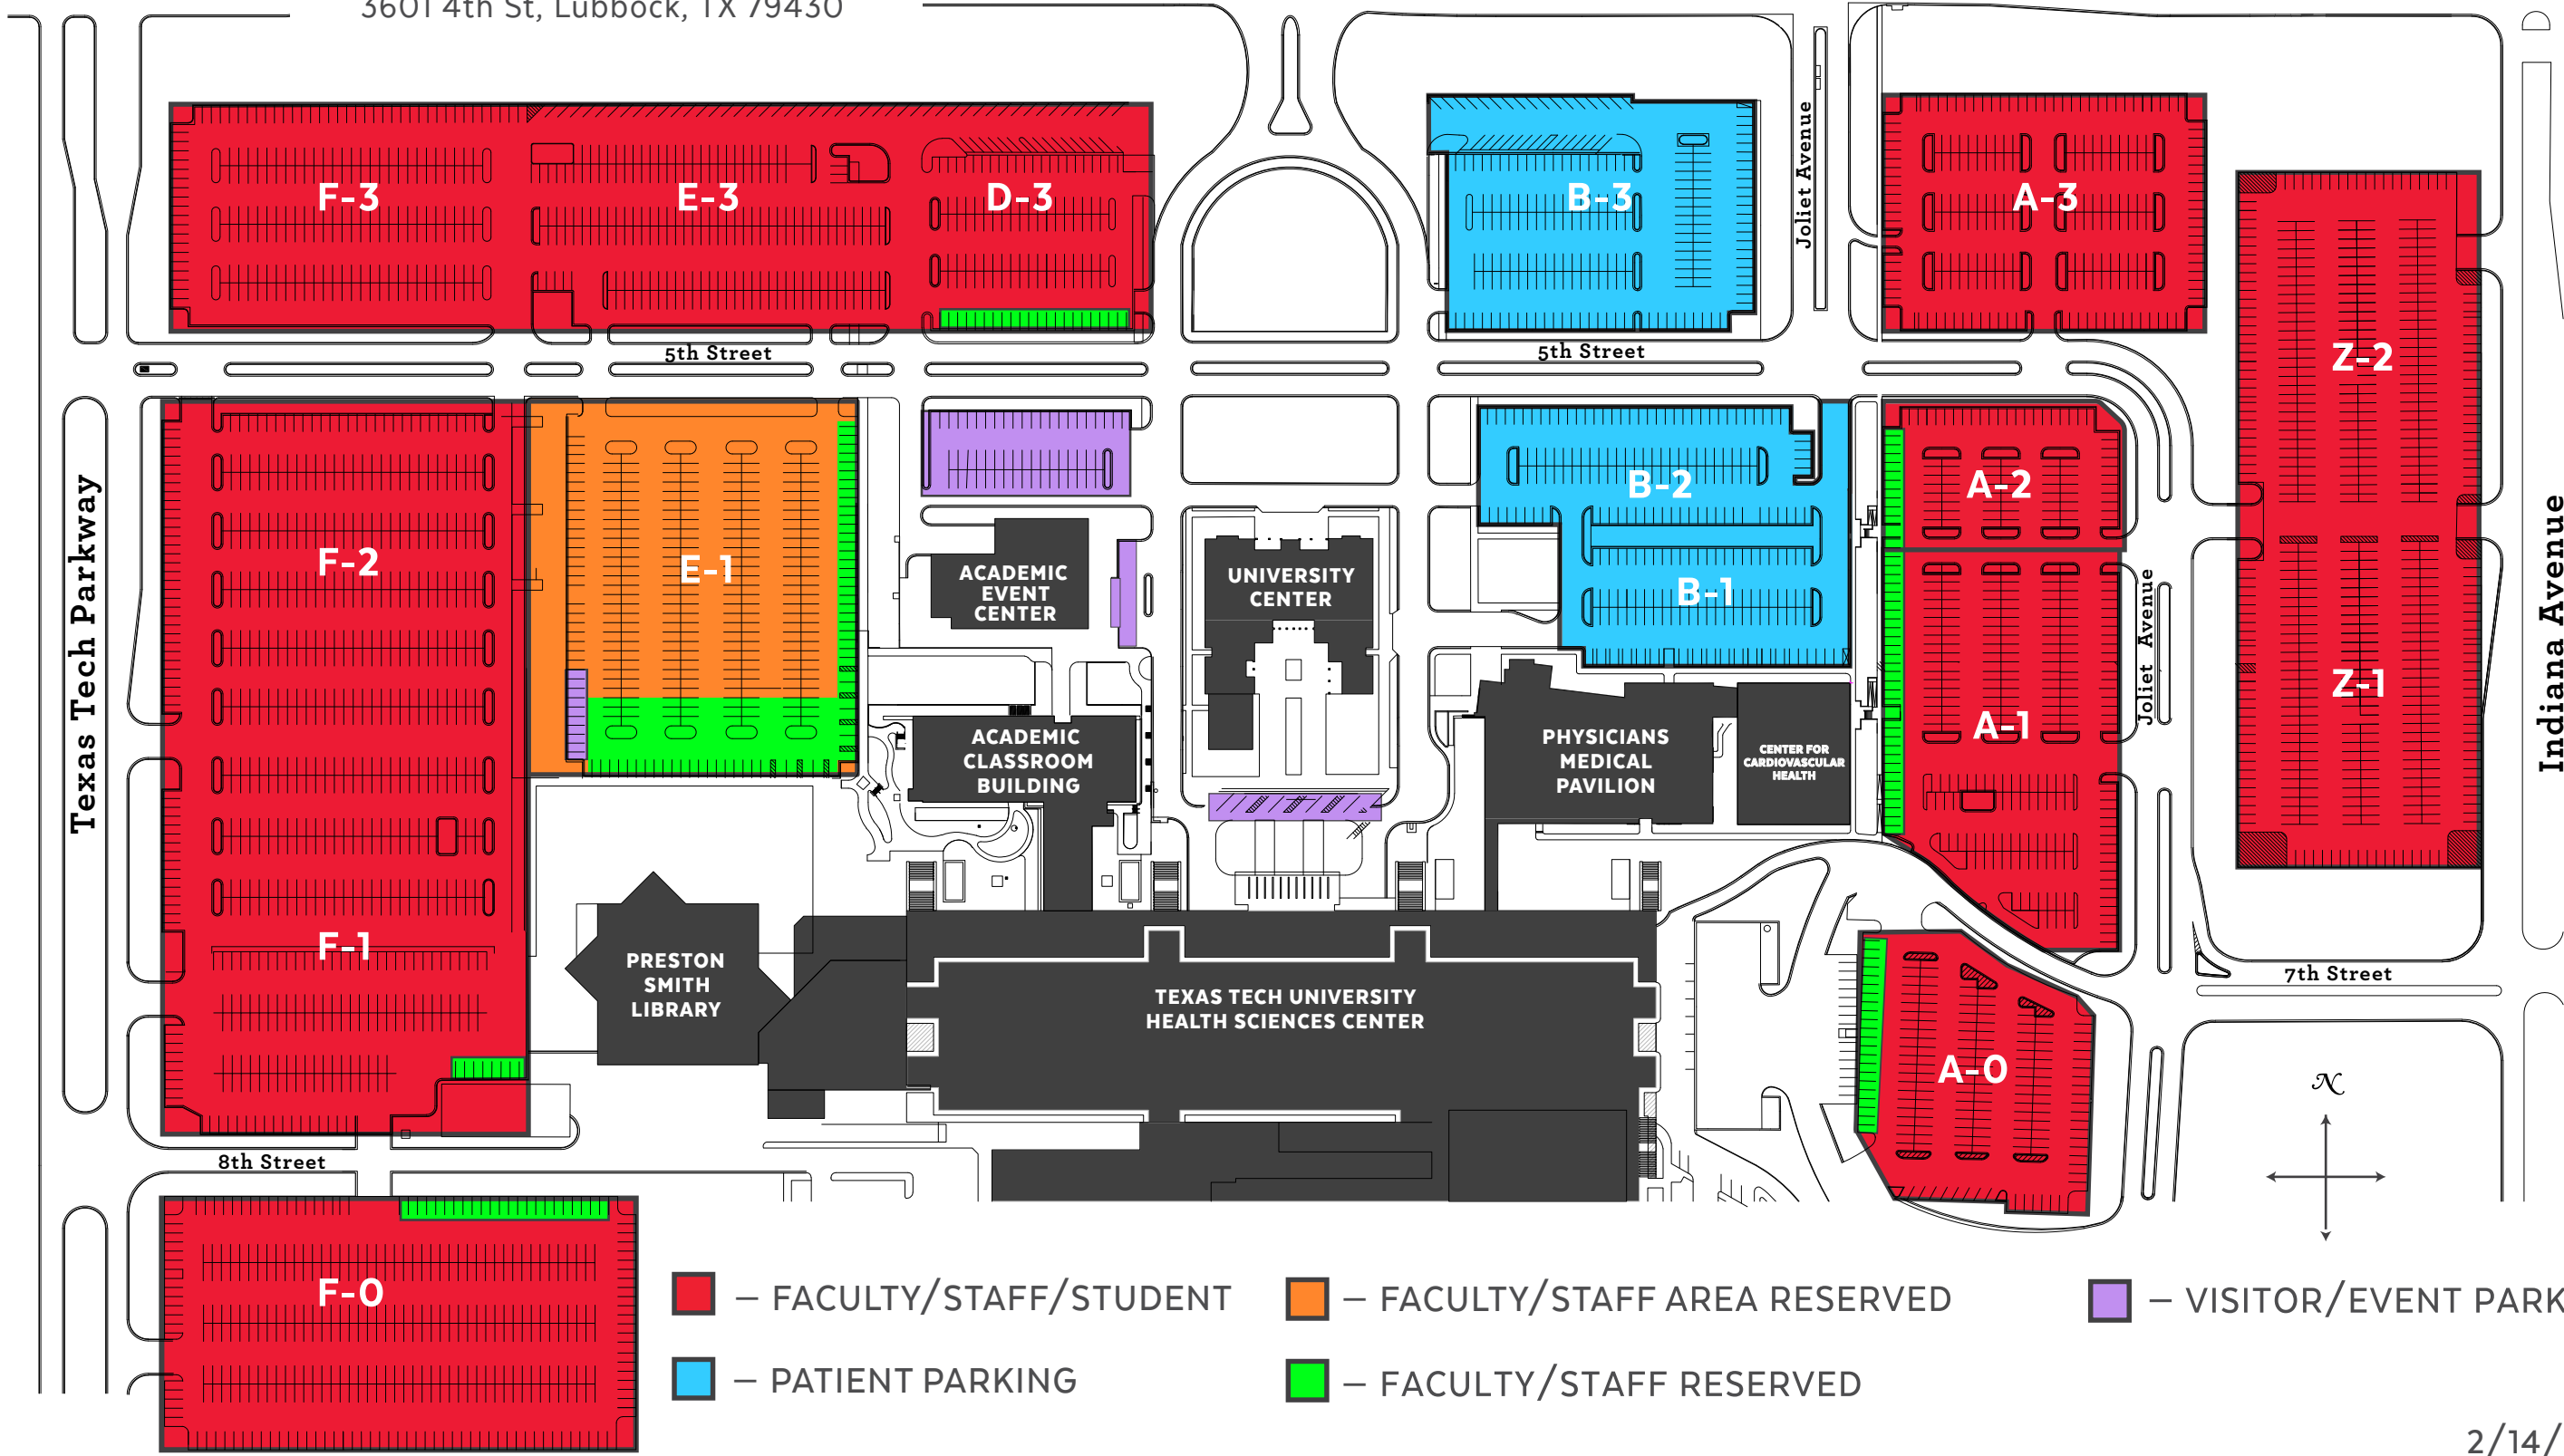 3601 4th St, Lubbock, TX 79430
F-3
E-3
D-3
B-3
Joliet Avenue
A-3
5th Street
5th Street
Z-2
F-2
E-1
B-2
A-2
Texas Tech Parkway
Indiana Avenue
ACADEMIC
EVENT
CENTER
UNIVERSITY
CENTER
B-1
Joliet Avenue
Z-1
A-1
ACADEMIC
CLASSROOM
BUILDING
PHYSICIANS
MEDICAL
PAVILION
CENTER FOR
CARDIOVASCULAR
HEALTH
F-1
PRESTON
SMITH
LIBRARY
TEXAS TECH UNIVERSITY
HEALTH SCIENCES CENTER
7th Street
A-0
N
8th Street
F-0
– FACULTY/STAFF/STUDENT
– FACULTY/STAFF AREA RESERVED
– VISITOR/EVENT PARK
– PATIENT PARKING
– FACULTY/STAFF RESERVED
2/14/